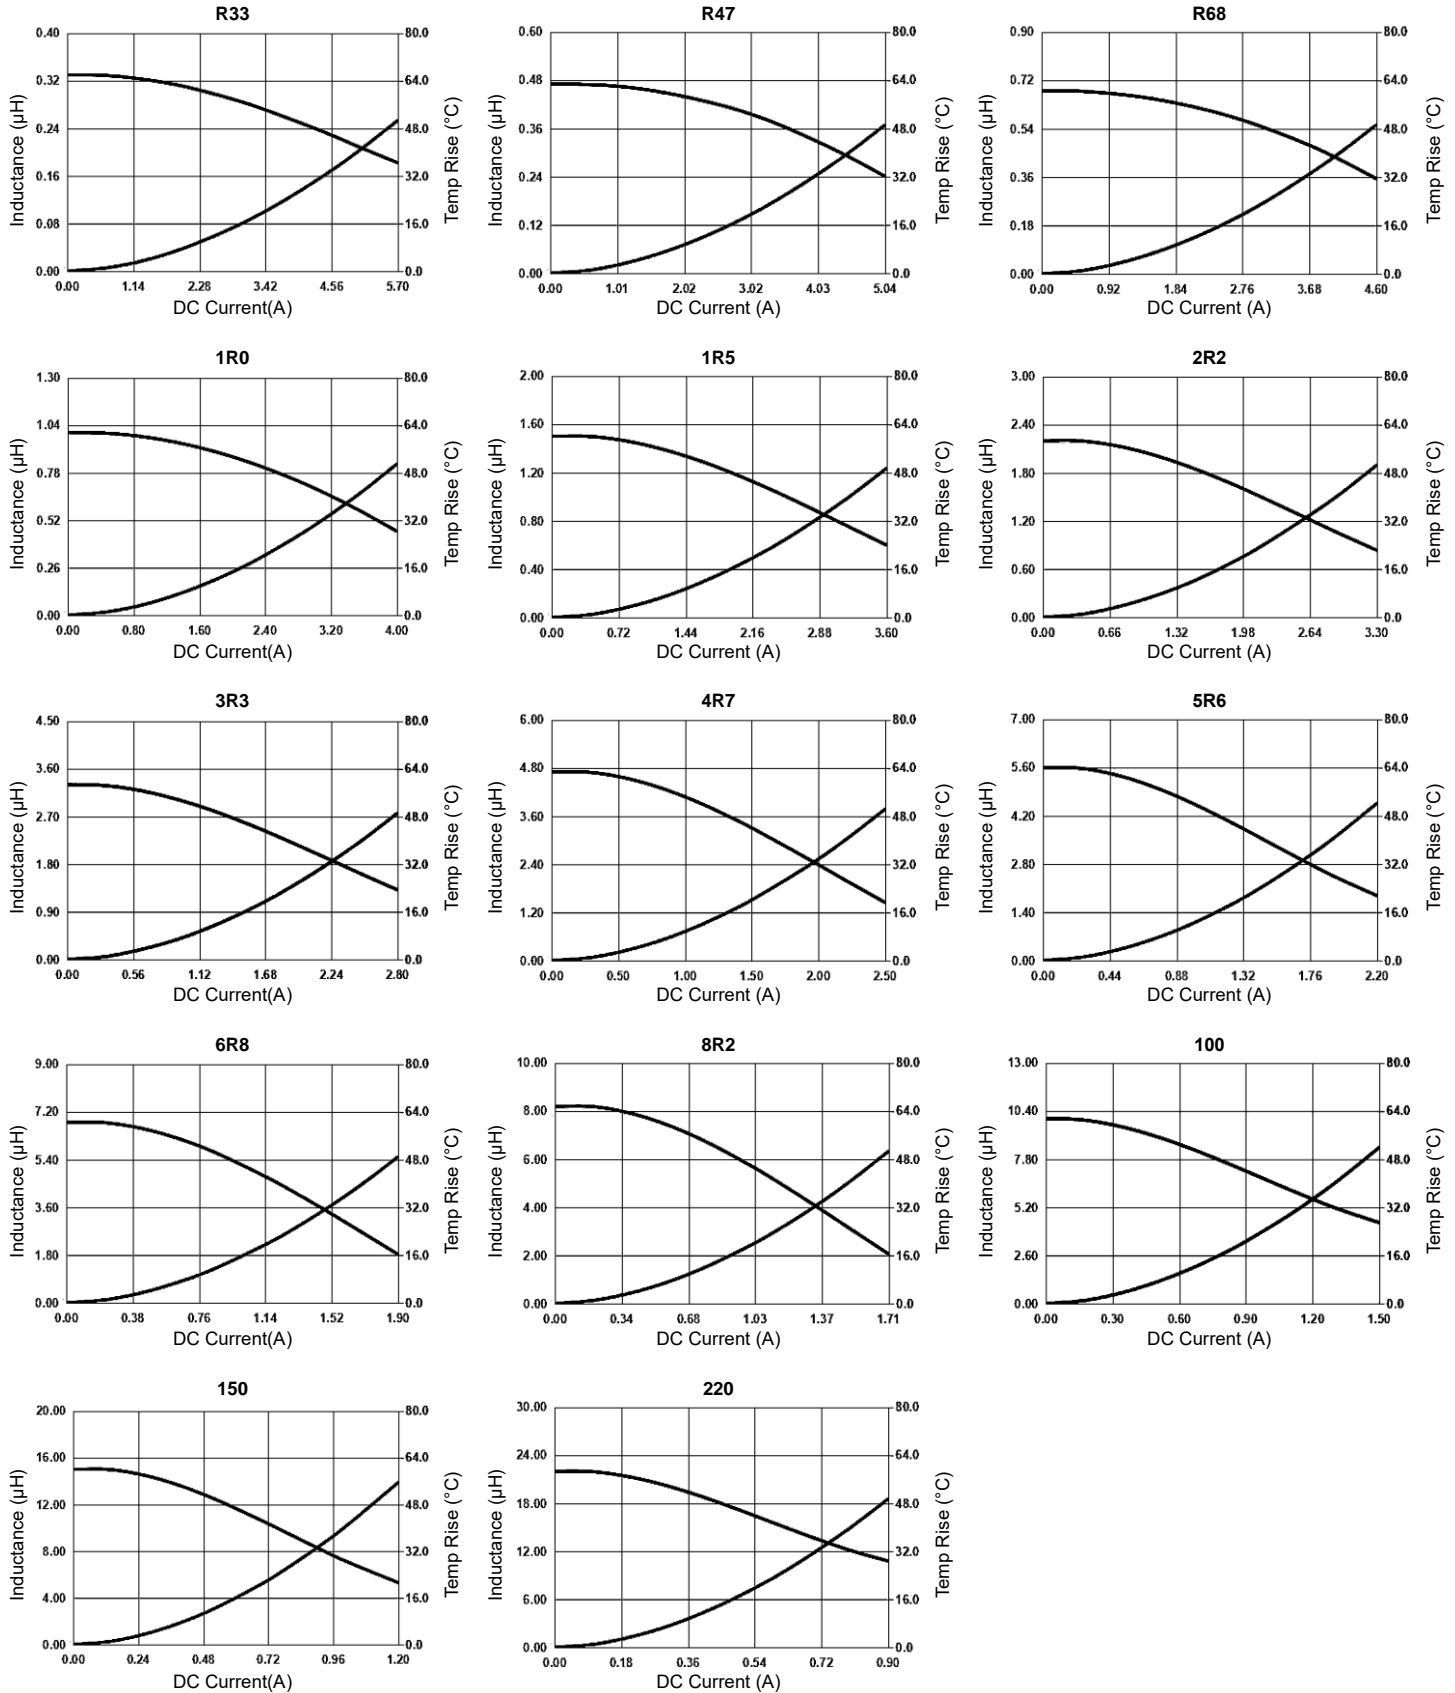 R33
0.40
0.32
0.24
0.16
0.08
0.00
80.0
64.0
48.0
32.0
16.0
0.0
0.00 1.14 2.28 3.42 4.56 5.70
Inductance (µH)
Temp Rise (°C)
DC Current(A)
R47
0.60
0.48
0.36
0.24
0.12
0.00
80.0
64.0
48.0
32.0
16.0
0.0
0.00 1.01 2.02 3.02 4.03 5.04
Inductance (µH)
Temp Rise (°C)
DC Current (A)
R68
0.90
0.72
0.54
0.36
0.18
0.00
80.0
64.0
48.0
32.0
16.0
0.0
0.00 0.92 1.84 2.76 3.68 4.60
Inductance (µH)
Temp Rise (°C)
DC Current (A)
1R0
1.30
1.04
0.78
0.52
0.26
0.00
80.0
64.0
48.0
32.0
16.0
0.0
0.00 0.80 1.60 2.40 3.20 4.00
Inductance (µH)
Temp Rise (°C)
DC Current(A)
1R5
2.00
1.60
1.20
0.80
0.40
0.00
80.0
64.0
48.0
32.0
16.0
0.0
0.00 0.72 1.44 2.16 2.88 3.60
Inductance (µH)
Temp Rise (°C)
DC Current (A)
2R2
3.00
2.40
1.80
1.20
0.60
0.00
80.0
64.0
48.0
32.0
16.0
0.0
0.00 0.66 1.32 1.98 2.64 3.30
Inductance (µH)
Temp Rise (°C)
DC Current (A)
3R3
4.50
3.60
2.70
1.80
0.90
0.00
80.0
64.0
48.0
32.0
16.0
0.0
0.00 0.56 1.12 1.68 2.24 2.80
Inductance (µH)
Temp Rise (°C)
DC Current(A)
4R7
6.00
4.80
3.60
2.40
1.20
0.00
80.0
64.0
48.0
32.0
16.0
0.0
0.00 0.50 1.00 1.50 2.00 2.50
Inductance (µH)
Temp Rise (°C)
DC Current (A)
5R6
7.00
5.60
4.20
2.80
1.40
0.00
80.0
64.0
48.0
32.0
16.0
0.0
0.00 0.44 0.88 1.32 1.76 2.20
Inductance (µH)
Temp Rise (°C)
DC Current (A)
6R8
9.00
7.20
5.40
3.60
1.80
0.00
80.0
64.0
48.0
32.0
16.0
0.0
0.00 0.38 0.76 1.14 1.52 1.90
Inductance (µH)
Temp Rise (°C)
DC Current(A)
8R2
10.00
8.00
6.00
4.00
2.00
0.00
80.0
64.0
48.0
32.0
16.0
0.0
0.00 0.34 0.68 1.03 1.37 1.71
Inductance (µH)
Temp Rise (°C)
DC Current (A)
100
13.00
10.40
7.80
5.20
2.60
0.00
80.0
64.0
48.0
32.0
16.0
0.0
0.00 0.30 0.60 0.90 1.20 1.50
Inductance (µH)
Temp Rise (°C)
DC Current (A)
150
20.00
16.00
12.00
8.00
4.00
0.00
80.0
64.0
48.0
32.0
16.0
0.0
0.00 0.24 0.48 0.72 0.96 1.20
Inductance (µH)
Temp Rise (°C)
DC Current(A)
220
30.00
24.00
18.00
12.00
6.00
0.00
80.0
64.0
48.0
32.0
16.0
0.0
0.00 0.18 0.36 0.54 0.72 0.90
Inductance (µH)
Temp Rise (°C)
DC Current (A)